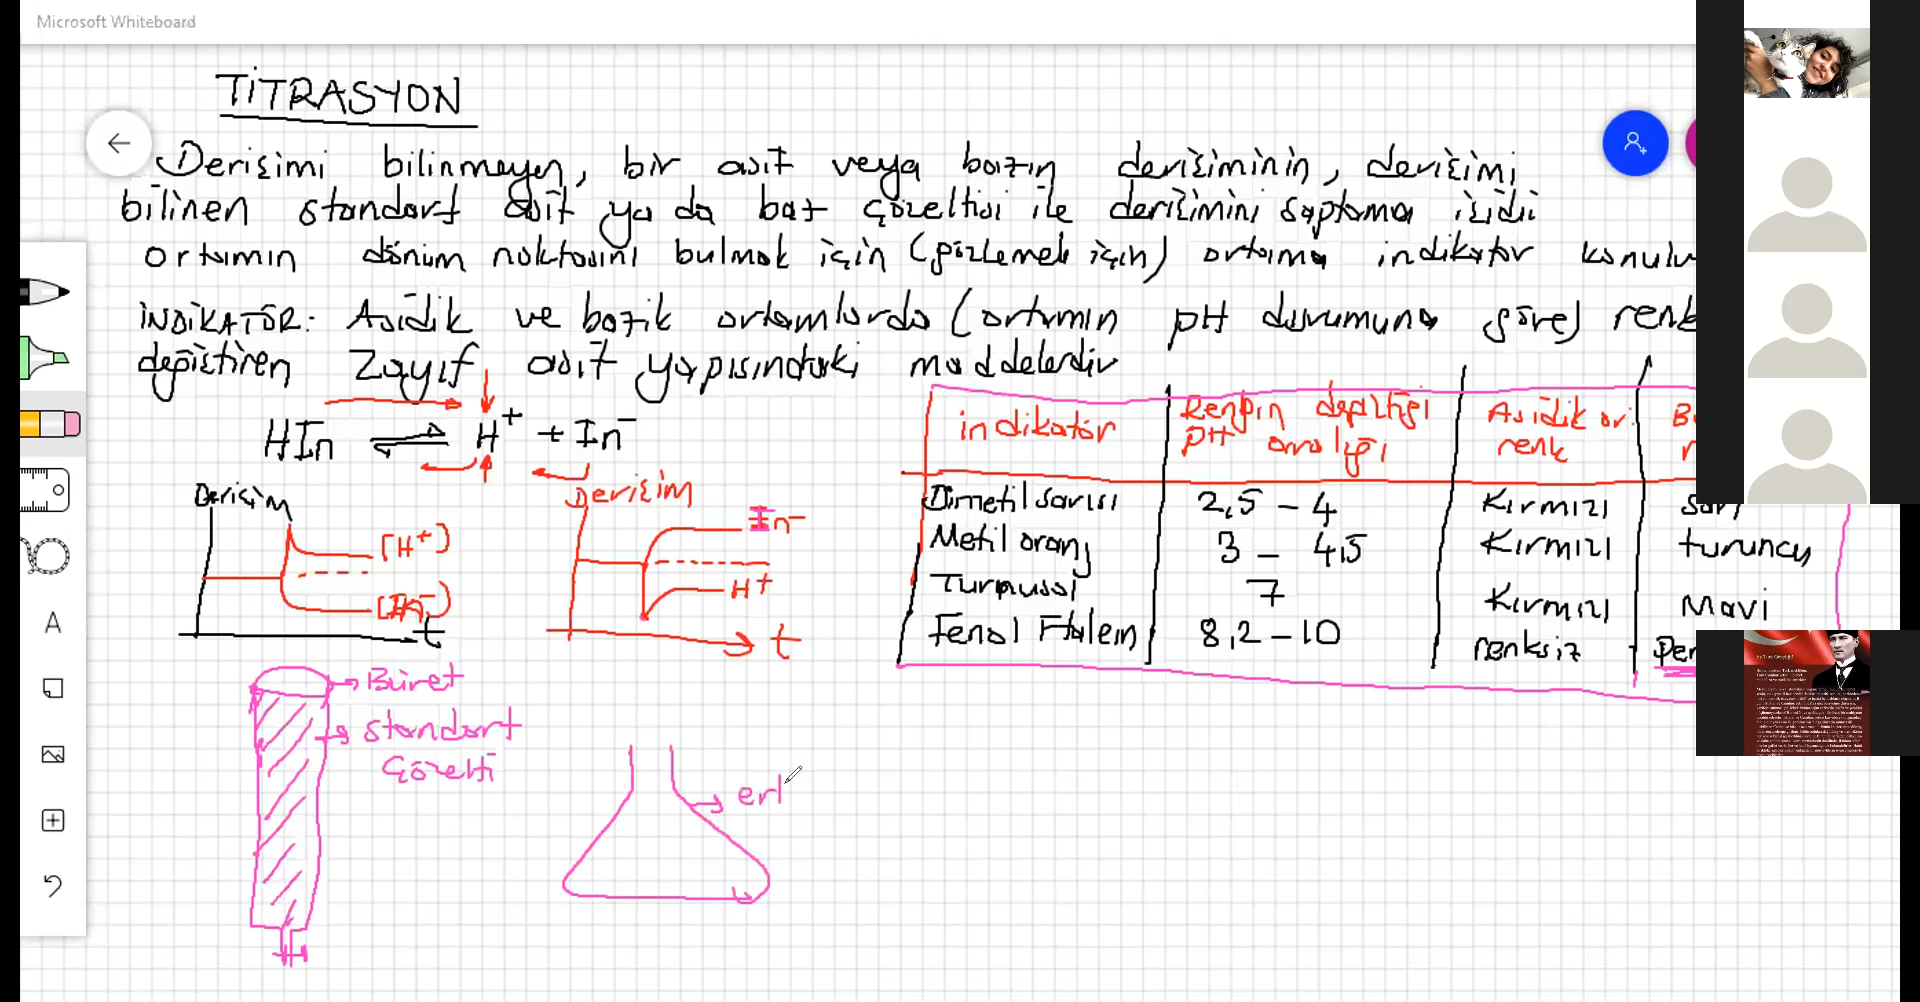 Microsoft Whiteboard
TİTRASYON
Derişimi bilinmeyen, bir asit veya bazın derişiminin, derişimi
bilinen standart asit ya da baz çözeltisi ile derişimini saptama işidir
ortamın dönüm noktasını bulmak için (gözlemek için) ortama indikatör konulur
İNDİKATÖR: Asidik ve bazik ortamlarda (ortamın pH durumuna göre) renk
değiştiren zayıf asit yapısındaki maddelerdir
HIn ⇌ H⁺ + In⁻
Derişim
[H⁺]
[In⁻]
t
Derişim
In⁻
H⁺
t
indikatör Rengin değiştiği pH aralığı Asidik or. renk
Dimetil sarısı 2,5 – 4 Kırmızı sarı
Metil oranj 3 – 4,5 Kırmızı turuncu
Turnusol 7 Kırmızı Mavi
Fenol Ftalein 8,2 – 10 renksiz Pem
Büret
standart
çözelti
erl
A